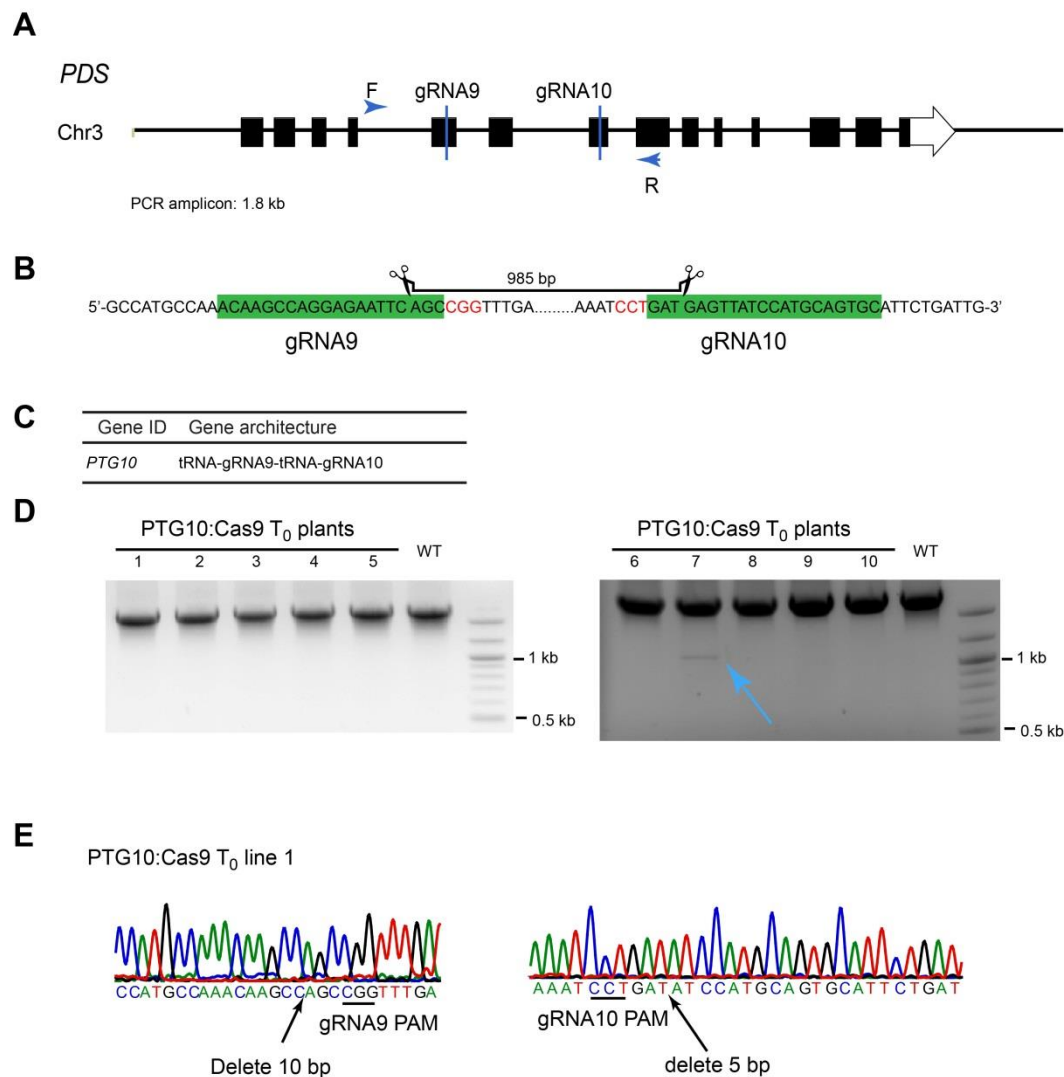 A
PDS
F gRNA9 gRNA10
Chr3
R
PCR amplicon: 1.8 kb
B
985 bp
5'-GCCATGCCAAACAAGCCAGGAGAATTCAGCCGGTTTGA.........AAATCCTGATGAGTTATCCATGCAGTGCATTCTGATTG-3'
gRNA9 gRNA10
C
Gene ID Gene architecture
PTG10 tRNA-gRNA9-tRNA-gRNA10
D
PTG10:Cas9 T0 plants PTG10:Cas9 T0 plants
1 2 3 4 5 WT 6 7 8 9 10 WT
1 kb 1 kb
0.5 kb 0.5 kb
E
PTG10:Cas9 T0 line 1
CCATGCCAAACAAGCCAGCCGGTTTGA AAATCCTGATATCCATGCAGTGCATTCTGAT
gRNA9 PAM gRNA10 PAM
Delete 10 bp delete 5 bp